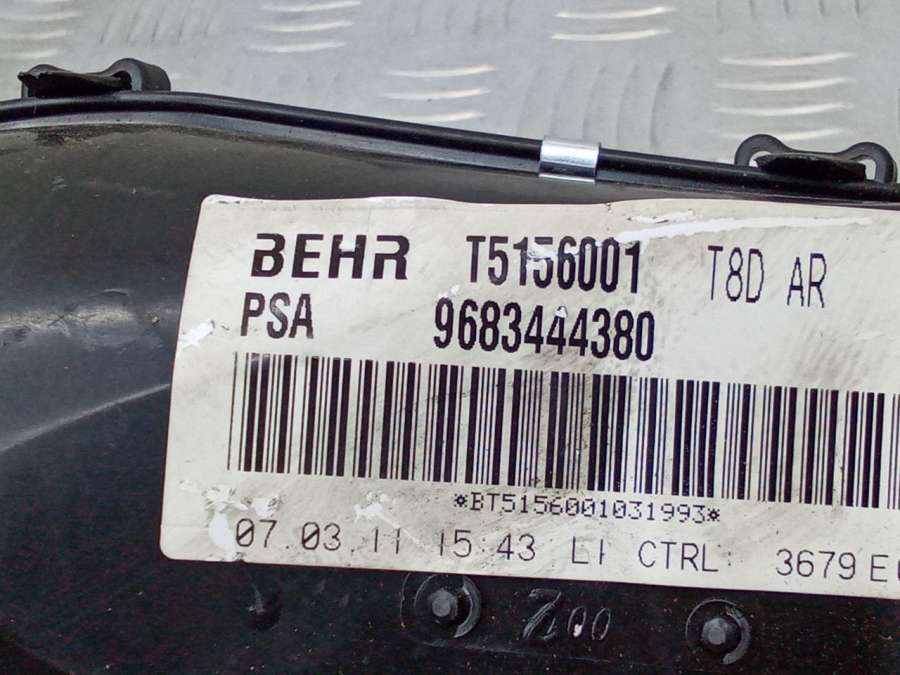 BEHR T5156001 T8D AR
PSA 9683444380
*BT5156001031993*
07 03 11 15:43 LI CTRL: 3679